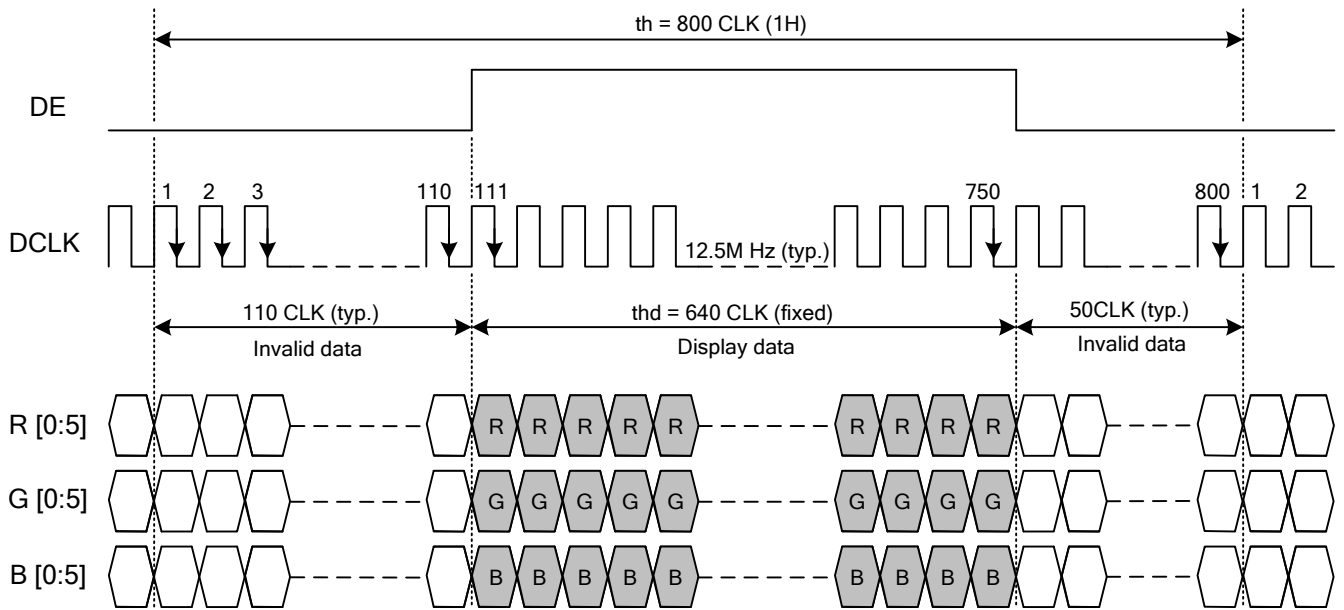 th = 800 CLK (1H)
DE
1 2 3 110 111 750 800 1 2
DCLK
12.5M Hz (typ.)
110 CLK (typ.) thd = 640 CLK (fixed) 50CLK (typ.)
Invalid data Display data Invalid data
R [0:5] R R R R R R R R R
G [0:5] G G G G G G G G G
B [0:5] B B B B B B B B B